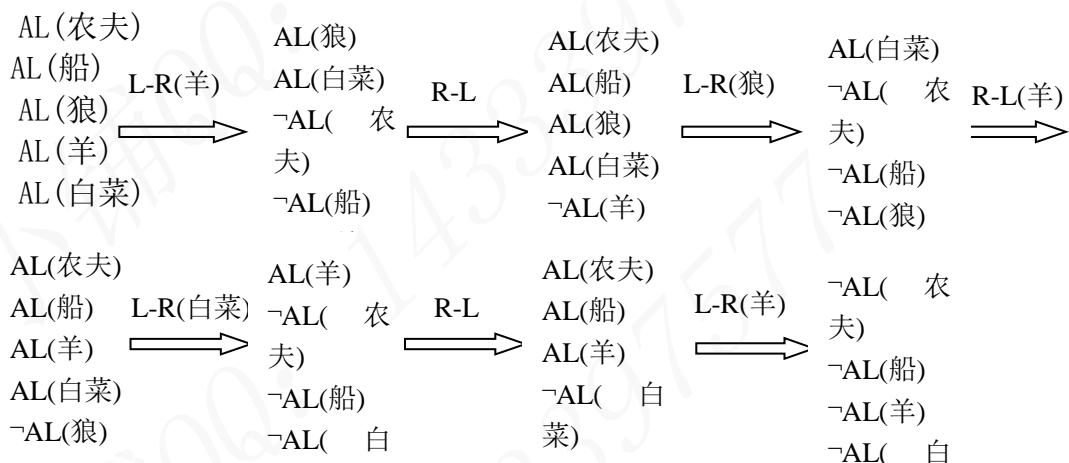 AL(农夫)
AL(船)
AL(狼)
AL(羊)
AL(白菜)
L-R(羊)
AL(狼)
AL(白菜)
¬AL( 农
夫)
¬AL(船)
R-L
AL(农夫)
AL(船)
AL(狼)
AL(白菜)
¬AL(羊)
L-R(狼)
AL(白菜)
¬AL( 农
夫)
¬AL(船)
¬AL(狼)
R-L(羊)
AL(农夫)
AL(船)
AL(羊)
AL(白菜)
¬AL(狼)
L-R(白菜)
AL(羊)
¬AL( 农
夫)
¬AL(船)
¬AL( 白
R-L
AL(农夫)
AL(船)
AL(羊)
¬AL( 白
菜)
L-R(羊)
¬AL( 农
夫)
¬AL(船)
¬AL(羊)
¬AL( 白